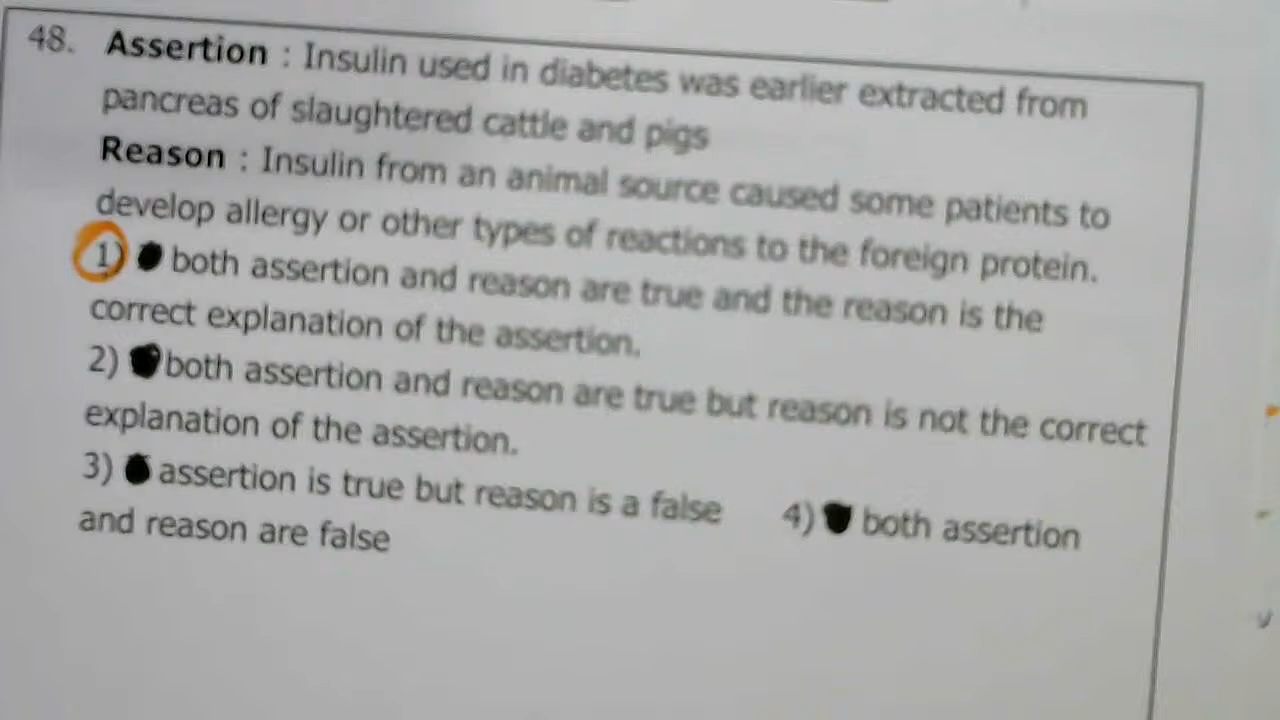 48. Assertion : Insulin used in diabetes was earlier extracted from
pancreas of slaughtered cattle and pigs
Reason : Insulin from an animal source caused some patients to
develop allergy or other types of reactions to the foreign protein.
1) both assertion and reason are true and the reason is the
correct explanation of the assertion.
2) both assertion and reason are true but reason is not the correct
explanation of the assertion.
3) assertion is true but reason is a false 4) both assertion
and reason are false